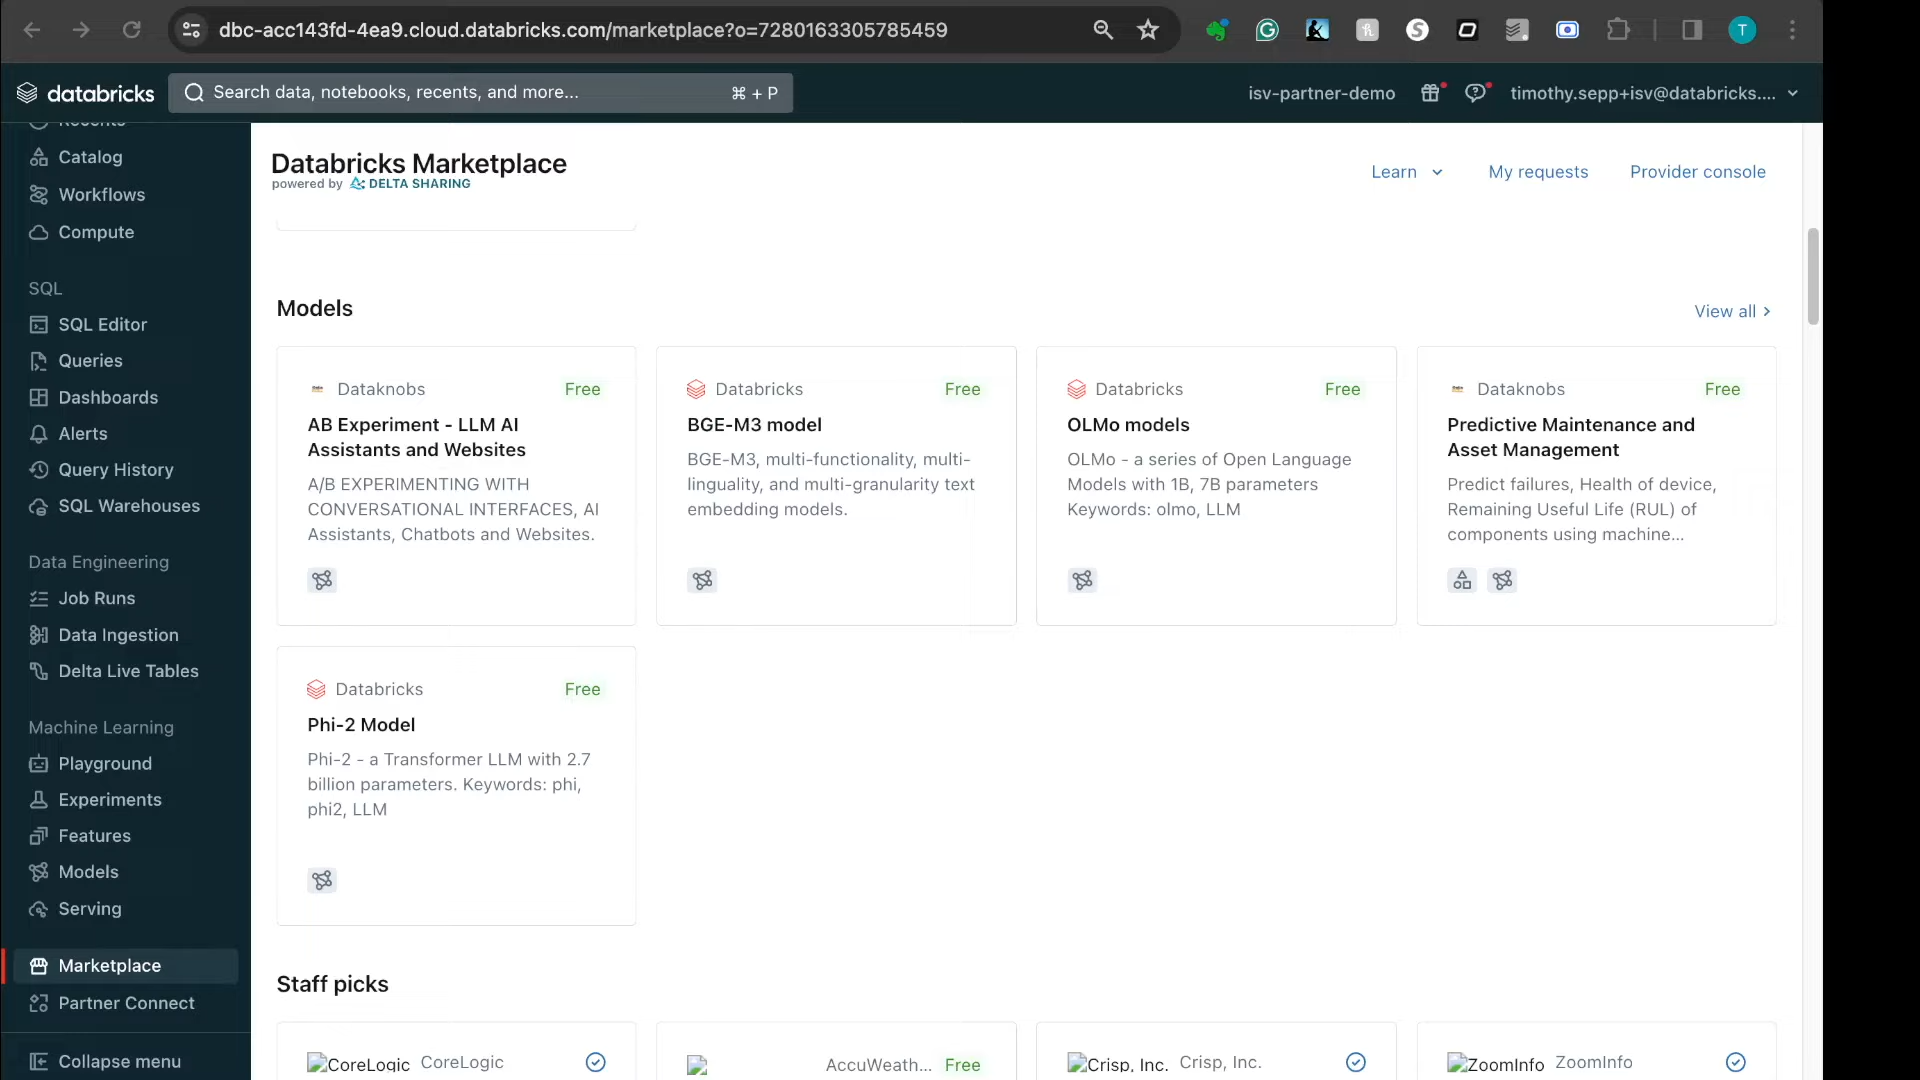 dbc-acc143fd-4ea9.cloud.databricks.com/marketplace?o=7280163305785459
T
databricks
Search data, notebooks, recents, and more...
⌘ + P
isv-partner-demo
timothy.sepp+isv@databricks....
Recents
Catalog
Workflows
Compute
SQL
SQL Editor
Queries
Dashboards
Alerts
Query History
SQL Warehouses
Data Engineering
Job Runs
Data Ingestion
Delta Live Tables
Machine Learning
Playground
Experiments
Features
Models
Serving
Marketplace
Partner Connect
Collapse menu
Databricks Marketplace
powered by DELTA SHARING
Learn
My requests
Provider console
Models
View all
Dataknobs
Free
AB Experiment - LLM AI
Assistants and Websites
A/B EXPERIMENTING WITH
CONVERSATIONAL INTERFACES, AI
Assistants, Chatbots and Websites.
Databricks
Free
BGE-M3 model
BGE-M3, multi-functionality, multi-
linguality, and multi-granularity text
embedding models.
Databricks
Free
OLMo models
OLMo - a series of Open Language
Models with 1B, 7B parameters
Keywords: olmo, LLM
Dataknobs
Free
Predictive Maintenance and
Asset Management
Predict failures, Health of device,
Remaining Useful Life (RUL) of
components using machine...
Databricks
Free
Phi-2 Model
Phi-2 - a Transformer LLM with 2.7
billion parameters. Keywords: phi,
phi2, LLM
Staff picks
CoreLogic
CoreLogic
AccuWeath...
Free
Crisp, Inc.
Crisp, Inc.
ZoomInfo
ZoomInfo